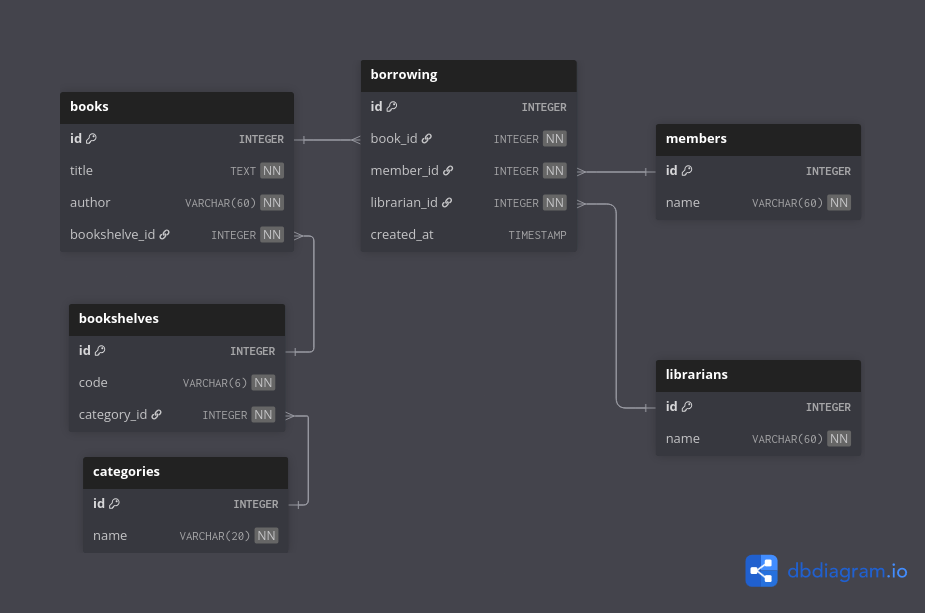 books
id INTEGER
title TEXT NN
author VARCHAR(60) NN
bookshelve_id INTEGER NN
borrowing
id INTEGER
book_id INTEGER NN
member_id INTEGER NN
librarian_id INTEGER NN
created_at TIMESTAMP
members
id INTEGER
name VARCHAR(60) NN
bookshelves
id INTEGER
code VARCHAR(6) NN
category_id INTEGER NN
librarians
id INTEGER
name VARCHAR(60) NN
categories
id INTEGER
name VARCHAR(20) NN
dbdiagram.io